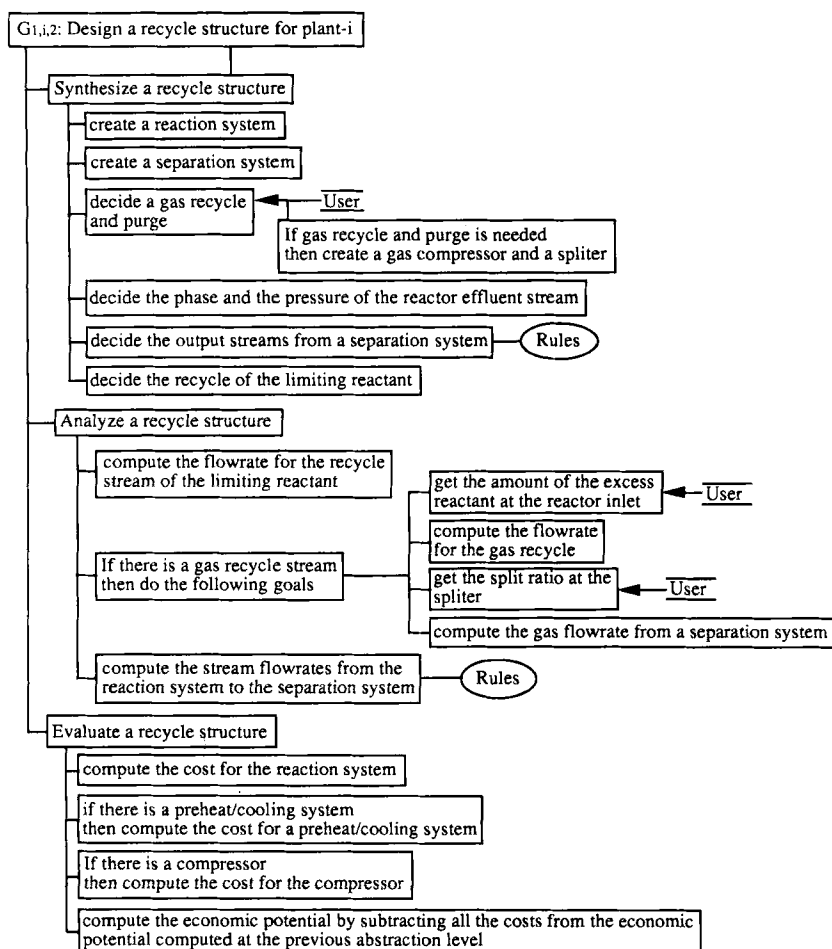 G1,i,2: Design a recycle structure for plant-i
Synthesize a recycle structure
create a reaction system
create a separation system
decide a gas recycle
and purge
User
If gas recycle and purge is needed
then create a gas compressor and a spliter
decide the phase and the pressure of the reactor effluent stream
decide the output streams from a separation system
Rules
decide the recycle of the limiting reactant
Analyze a recycle structure
compute the flowrate for the recycle
stream of the limiting reactant
If there is a gas recycle stream
then do the following goals
get the amount of the excess
reactant at the reactor inlet
User
compute the flowrate
for the gas recycle
get the split ratio at the
spliter
User
compute the gas flowrate from a separation system
compute the stream flowrates from the
reaction system to the separation system
Rules
Evaluate a recycle structure
compute the cost for the reaction system
if there is a preheat/cooling system
then compute the cost for a preheat/cooling system
If there is a compressor
then compute the cost for the compressor
compute the economic potential by subtracting all the costs from the economic
potential computed at the previous abstraction level